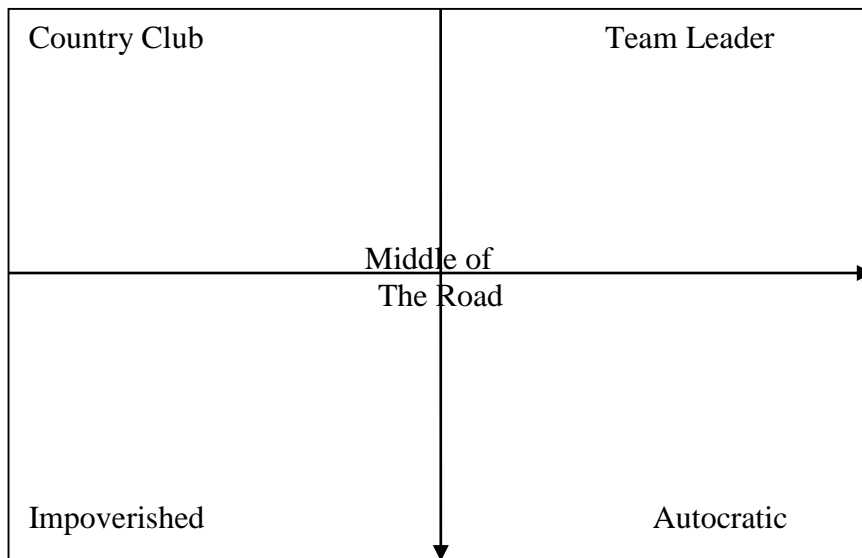 Country Club
Team Leader
Middle of
The Road
Impoverished
Autocratic